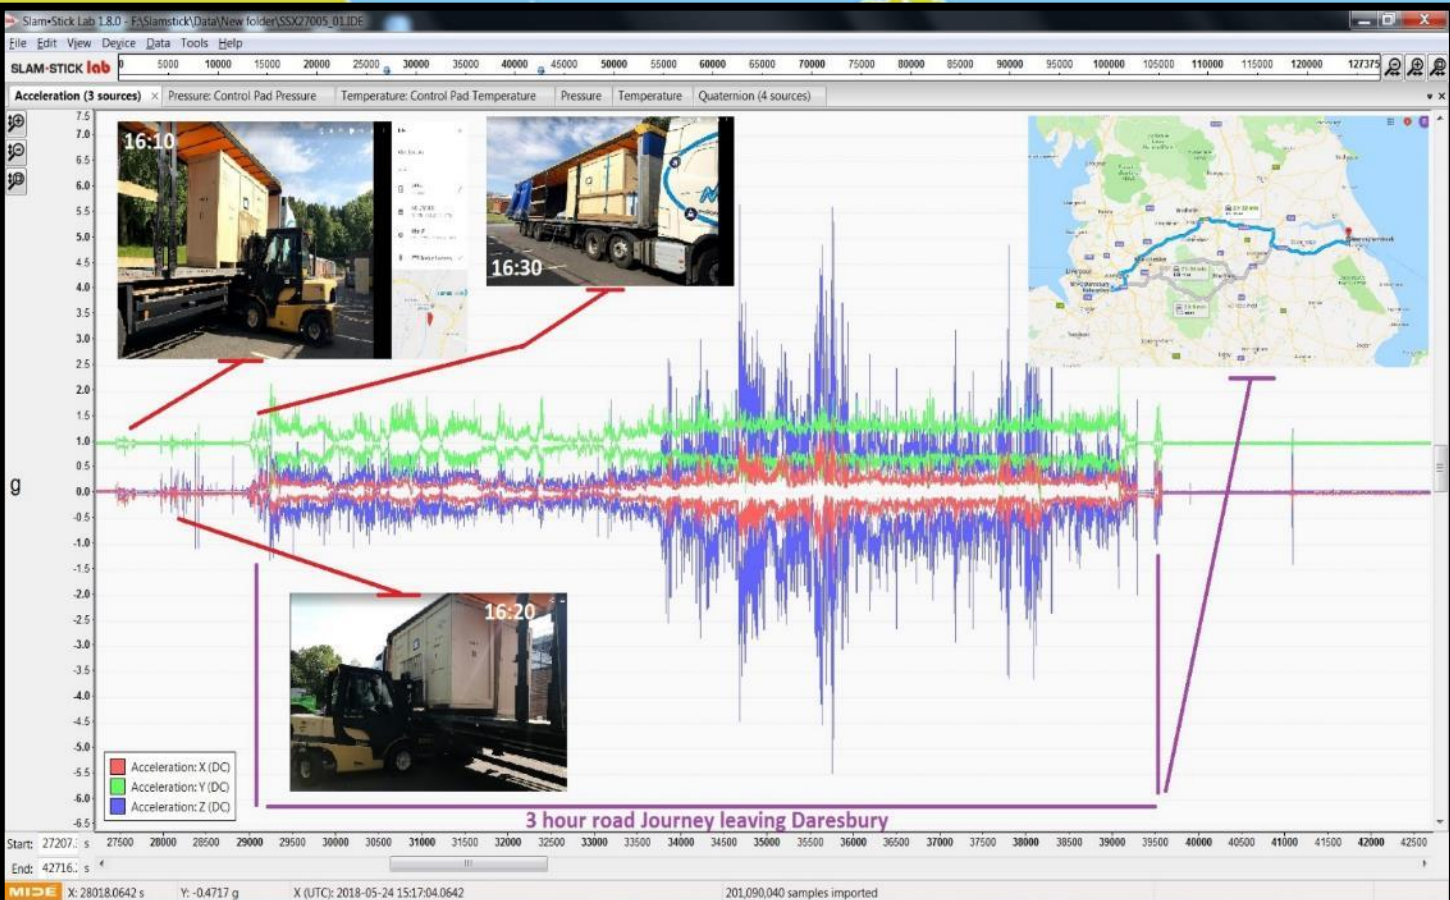 Slam•Stick Lab 1.8.0 - F:\Slamstick\Data\New folder\SSX27005_01.IDE
File Edit View Device Data Tools Help
SLAM•STICK lab
0 5000 10000 15000 20000 25000 30000 35000 40000 45000 50000 55000 60000 65000 70000 75000 80000 85000 90000 95000 100000 105000 110000 115000 120000 127375
Acceleration (3 sources) × Pressure: Control Pad Pressure Temperature: Control Pad Temperature Pressure Temperature Quaternion (4 sources)
7.5
7.0
6.5
6.0
5.5
5.0
4.5
4.0
3.5
3.0
2.5
2.0
1.5
1.0
0.5
0.0
-0.5
-1.0
-1.5
-2.0
-2.5
-3.0
-3.5
-4.0
-4.5
-5.0
-5.5
-6.0
-6.5
g
16:10
16:30
16:20
Acceleration: X (DC)
Acceleration: Y (DC)
Acceleration: Z (DC)
3 hour road Journey leaving Daresbury
Start: 27207. s
27500 28000 28500 29000 29500 30000 30500 31000 31500 32000 32500 33000 33500 34000 34500 35000 35500 36000 36500 37000 37500 38000 38500 39000 39500 40000 40500 41000 41500 42000 42500
End: 42716. s
MIDE X: 28018.0642 s Y: -0.4717 g X (UTC): 2018-05-24 15:17:04.0642 201,090,040 samples imported